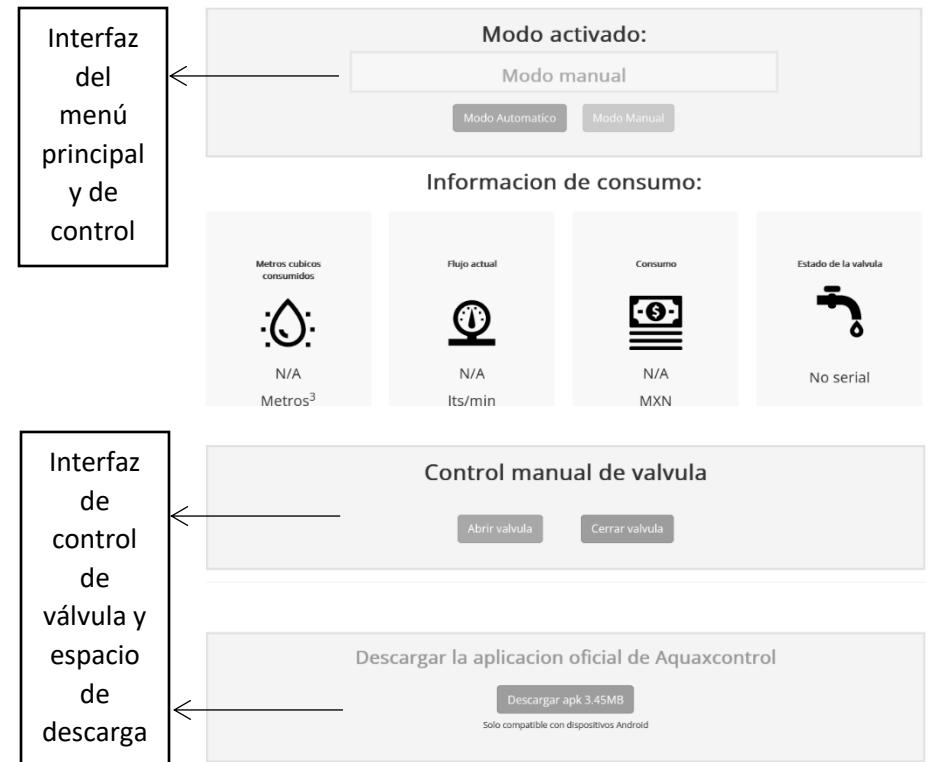 Interfaz
del
menú
principal
y de
control
Modo activado:
Modo manual
Modo Automatico
Modo Manual
Informacion de consumo:
Metros cubicos
consumidos
N/A
Metros³
Flujo actual
N/A
lts/min
Consumo
N/A
MXN
Estado de la valvula
No serial
Interfaz
de
control
de
válvula y
espacio
de
descarga
Control manual de valvula
Abrir valvula
Cerrar valvula
Descargar la aplicacion oficial de Aquaxcontrol
Descargar apk 3.45MB
Solo compatible con dispositivos Android